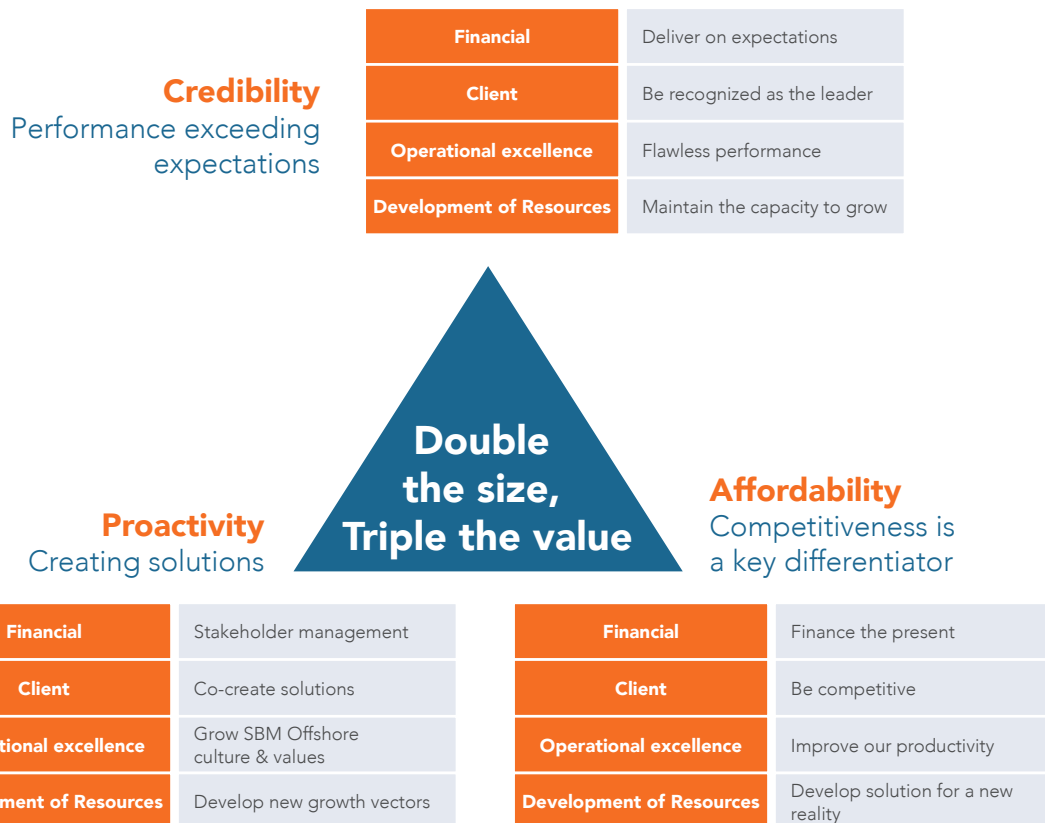 Credibility
Performance exceeding
expectations
Financial
Deliver on expectations
Client
Be recognized as the leader
Operational excellence
Flawless performance
Development of Resources
Maintain the capacity to grow
Double
the size,
Triple the value
Proactivity
Creating solutions
Affordability
Competitiveness is
a key differentiator
Financial
Stakeholder management
Client
Co-create solutions
tional excellence
Grow SBM Offshore
culture & values
ment of Resources
Develop new growth vectors
Financial
Finance the present
Client
Be competitive
Operational excellence
Improve our productivity
Development of Resources
Develop solution for a new
reality